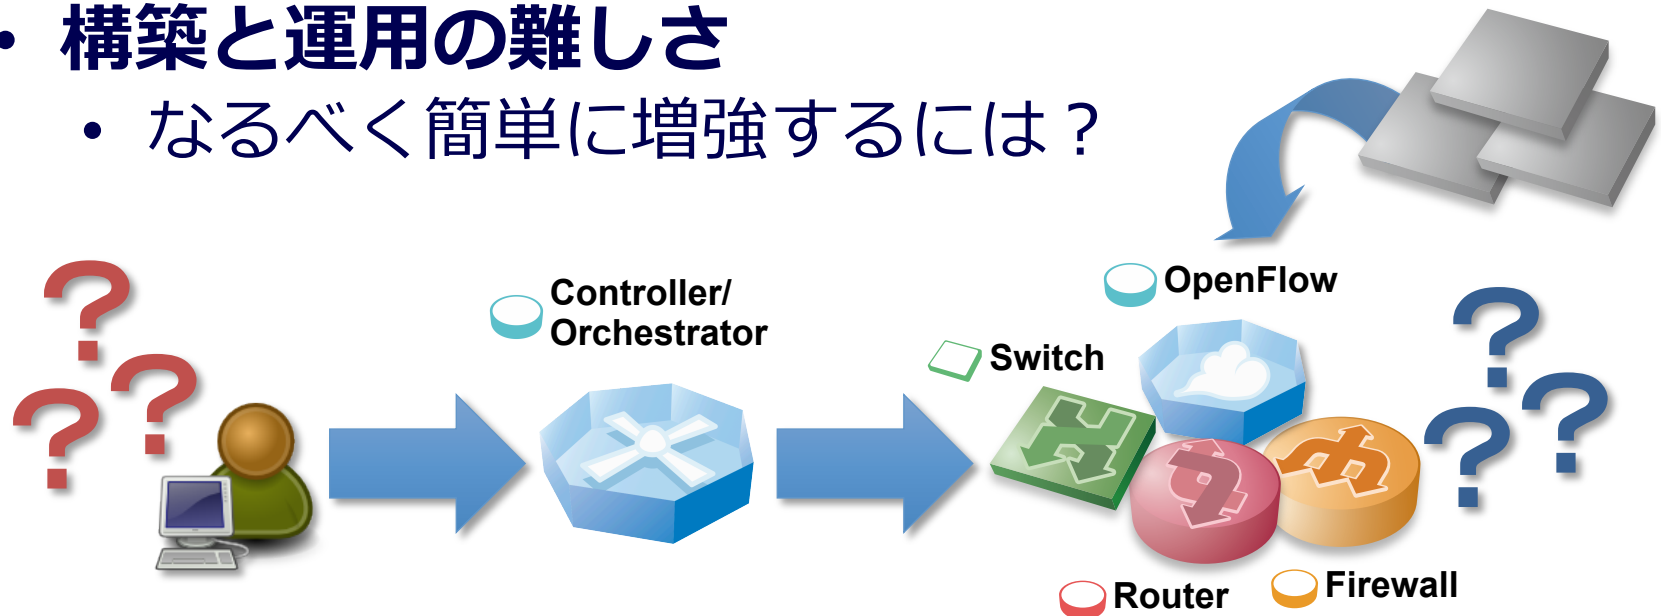 • 構築と運用の難しさ
• なるべく簡単に増強するには？
Controller/
Orchestrator
OpenFlow
Switch
Router
Firewall
?
?
?
?
?
?